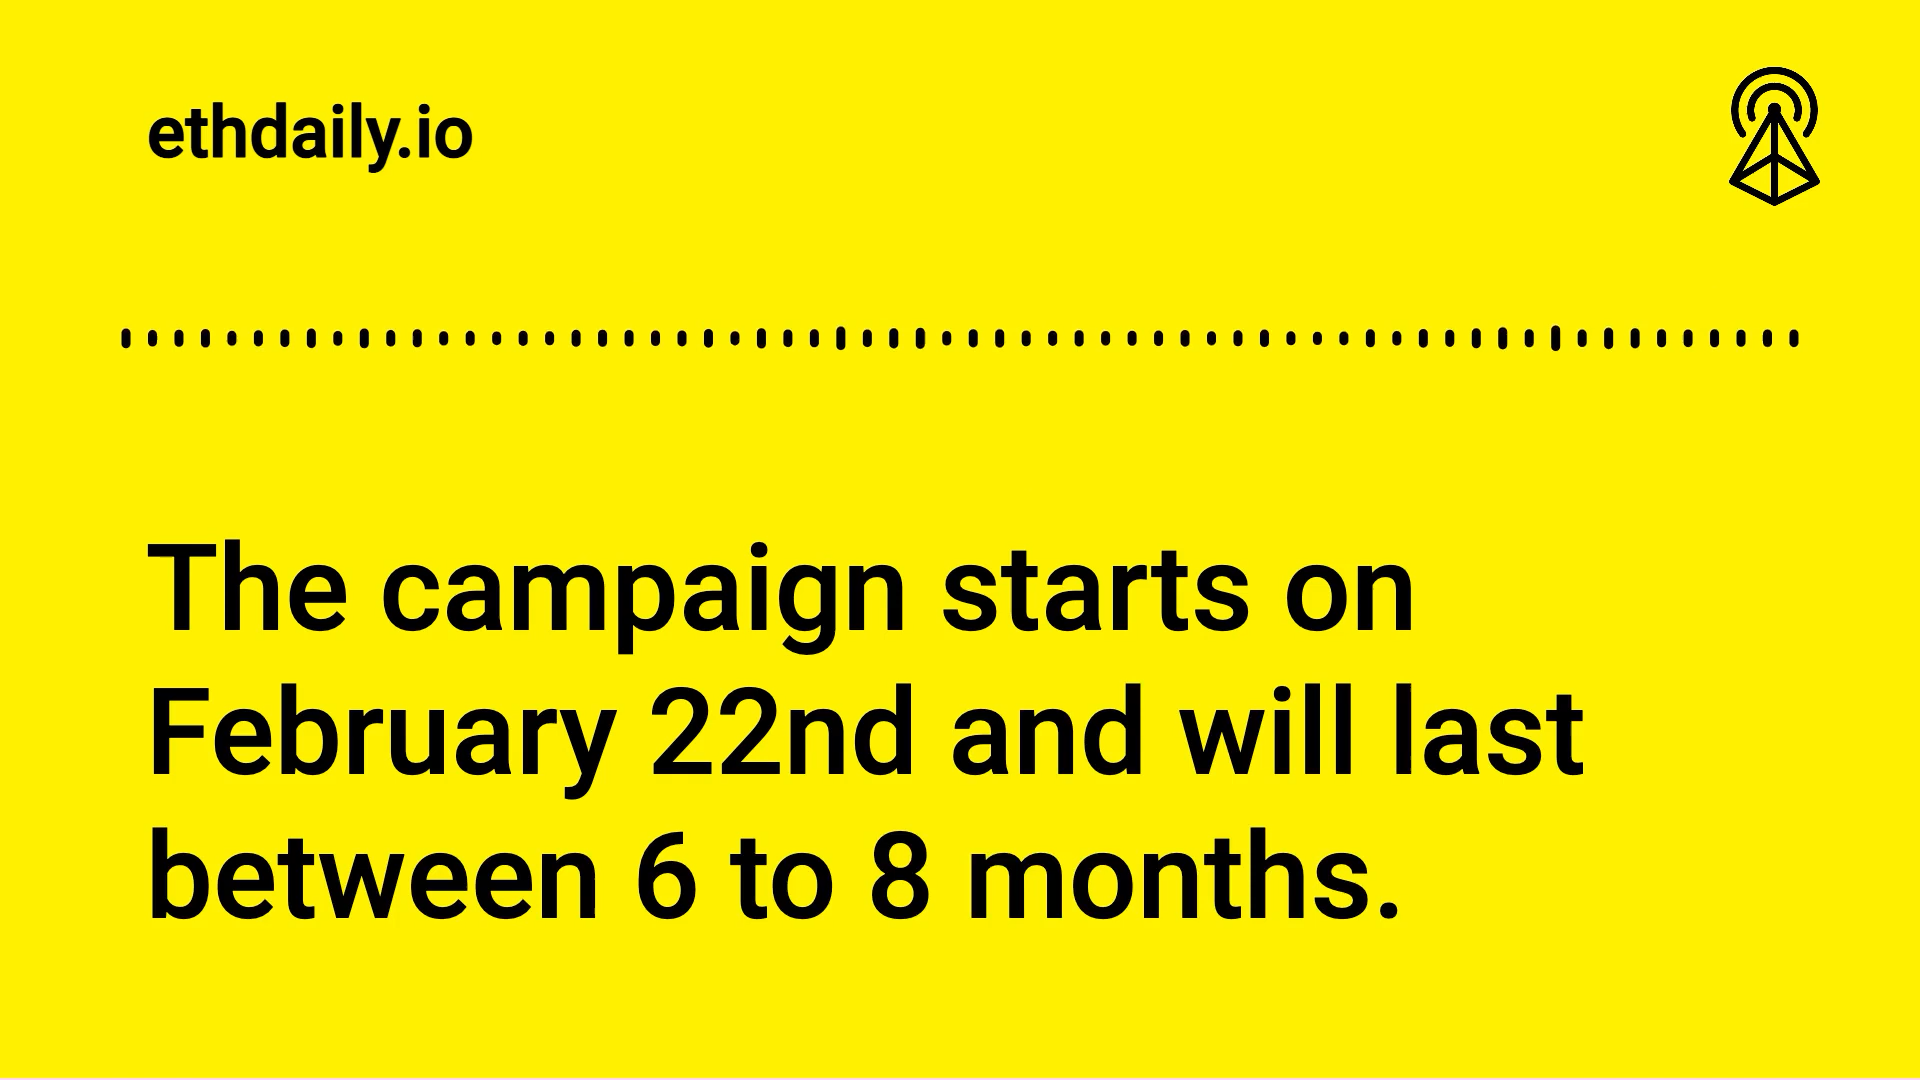 ethdaily.io
The campaign starts on
February 22nd and will last
between 6 to 8 months.